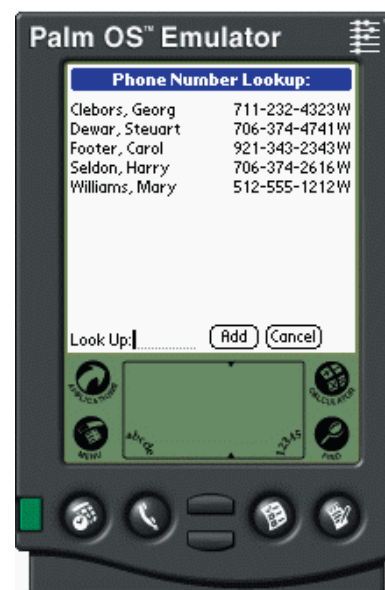 Palm OS™ Emulator
Phone Number Lookup:
Clebors, Georg 711-232-4323W
Dewar, Steuart 706-374-4741W
Footer, Carol 921-343-2343W
Seldon, Harry 706-374-2616W
Williams, Mary 512-555-1212W
Look Up: Add Cancel
APPLICATIONS CALCULATOR
MENU abcde 12345 FIND